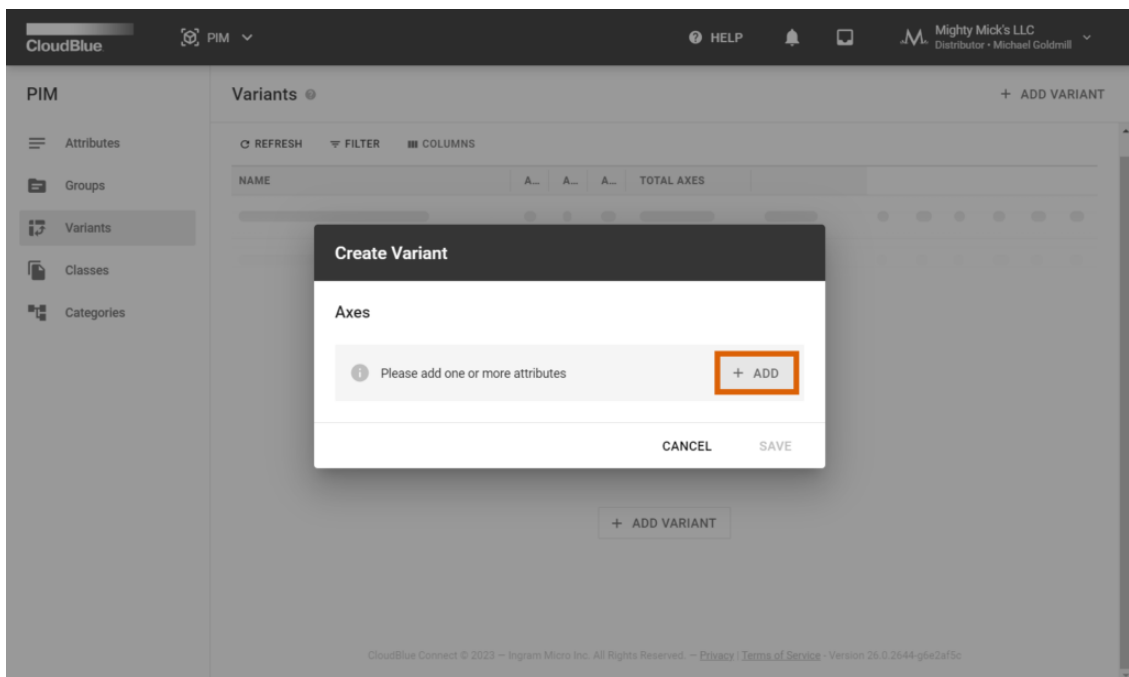 CloudBlue
PIM
HELP
Mighty Mick's LLC
Distributor • Michael Goldmill
PIM
Attributes
Groups
Variants
Classes
Categories
Variants
+ ADD VARIANT
REFRESH FILTER COLUMNS
NAME A... A... A... TOTAL AXES
Create Variant
Axes
Please add one or more attributes
+ ADD
CANCEL SAVE
+ ADD VARIANT
CloudBlue Connect © 2023 — Ingram Micro Inc. All Rights Reserved. — Privacy | Terms of Service - Version 26.0.2644-g6e2af5c